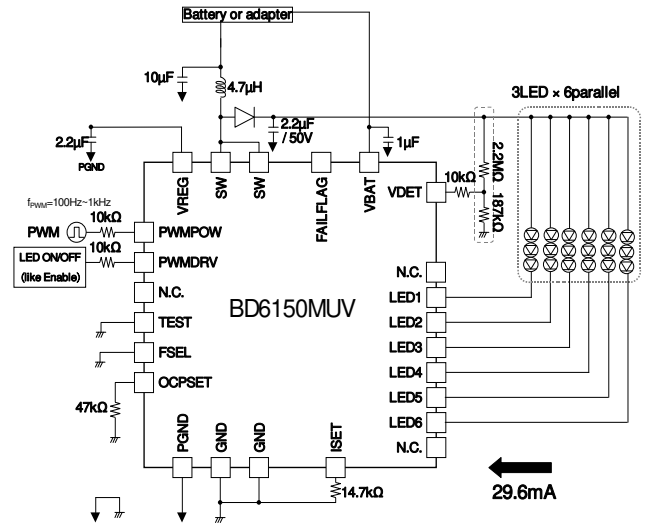 Battery or adapter
10μF
4.7μH
3LED × 6parallel
2.2μF
/ 50V
2.2μF
PGND
1μF
2.2MΩ
187kΩ
10kΩ
VREG
SW
SW
FAILFLAG
VBAT
VDET
fPWM=100Hz~1kHz
10kΩ
PWM
PWMPOW
10kΩ
LED ON/OFF
(like Enable)
PWMDRV
N.C.
N.C.
BD6150MUV
LED1
TEST
LED2
FSEL
LED3
OCPSET
LED4
47kΩ
LED5
LED6
N.C.
PGND
GND
GND
ISET
14.7kΩ
29.6mA